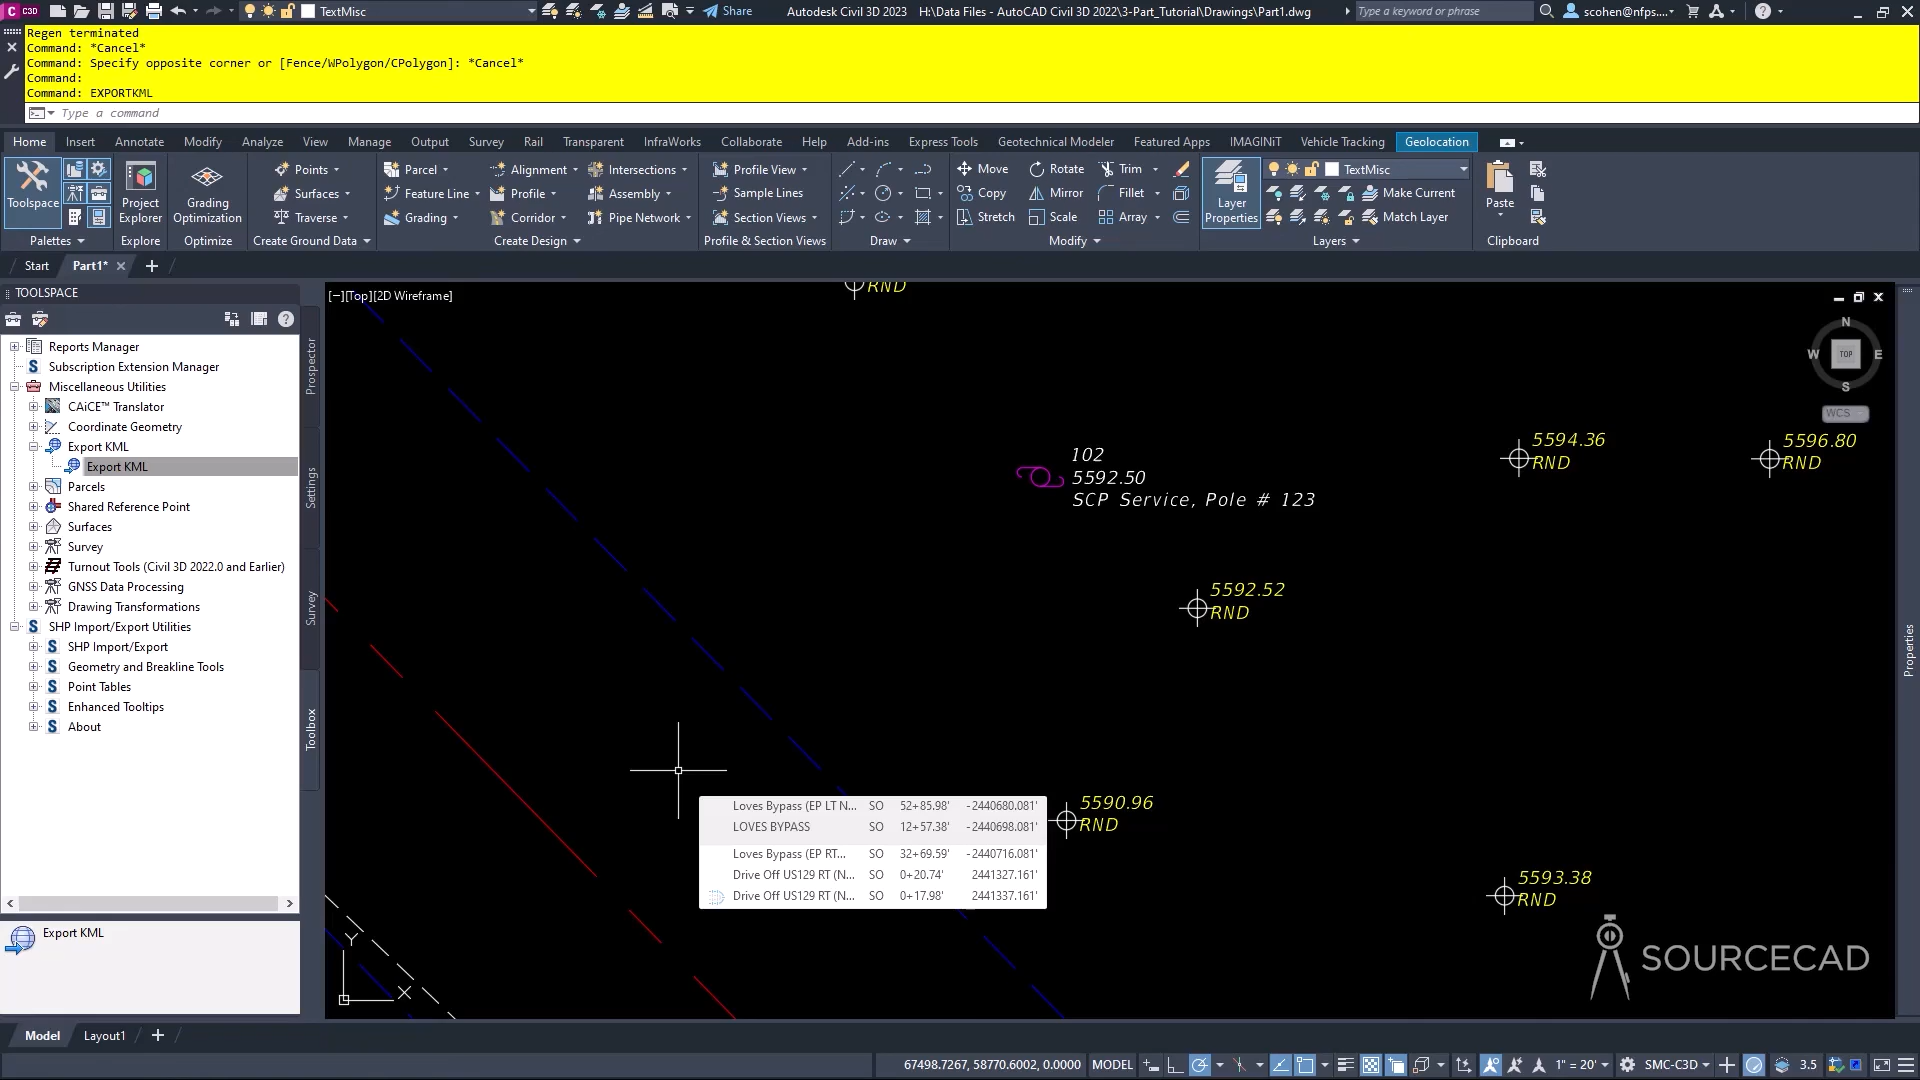 C3D
TextMisc
Share
Autodesk Civil 3D 2023 H:\Data Files - AutoCAD Civil 3D 2022\3-Part_Tutorial\Drawings\Part1.dwg
Type a keyword or phrase
scohen@nfps....
Regen terminated
Command: *Cancel*
Command: Specify opposite corner or [Fence/WPolygon/CPolygon]: *Cancel*
Command:
Command: EXPORTKML
Type a command
Home Insert Annotate Modify Analyze View Manage Output Survey Rail Transparent InfraWorks Collaborate Help Add-ins Express Tools Geotechnical Modeler Featured Apps IMAGINiT Vehicle Tracking Geolocation
Toolspace
Palettes
Project Explorer
Explore
Grading Optimization
Optimize
Points
Surfaces
Traverse
Create Ground Data
Parcel
Feature Line
Grading
Alignment
Profile
Corridor
Intersections
Assembly
Pipe Network
Create Design
Profile View
Sample Lines
Section Views
Profile & Section Views
Draw
Move
Copy
Stretch
Rotate
Mirror
Scale
Trim
Fillet
Array
Modify
Layer Properties
TextMisc
Make Current
Match Layer
Layers
Paste
Clipboard
Start
Part1*
TOOLSPACE
Reports Manager
Subscription Extension Manager
Miscellaneous Utilities
CAiCE™ Translator
Coordinate Geometry
Export KML
Export KML
Parcels
Shared Reference Point
Surfaces
Survey
Turnout Tools (Civil 3D 2022.0 and Earlier)
GNSS Data Processing
Drawing Transformations
SHP Import/Export Utilities
SHP Import/Export
Geometry and Breakline Tools
Point Tables
Enhanced Tooltips
About
Prospector
Settings
Survey
Toolbox
Export KML
[−][Top][2D Wireframe]
RND
102
5592.50
SCP Service, Pole # 123
5594.36
RND
5596.80
RND
5592.52
RND
5590.96
RND
5593.38
RND
N
W TOP E
S
WCS
Properties
Loves Bypass (EP LT N... SO 52+85.98' -2440680.081'
LOVES BYPASS SO 12+57.38' -2440698.081'
Loves Bypass (EP RT... SO 32+69.59' -2440716.081'
Drive Off US129 RT (N... SO 0+20.74' 2441327.161'
Drive Off US129 RT (N... SO 0+17.98' 2441337.161'
Y
X
SOURCECAD
Model Layout1
67498.7267, 58770.6002, 0.0000 MODEL
1" = 20'
SMC-C3D
3.5